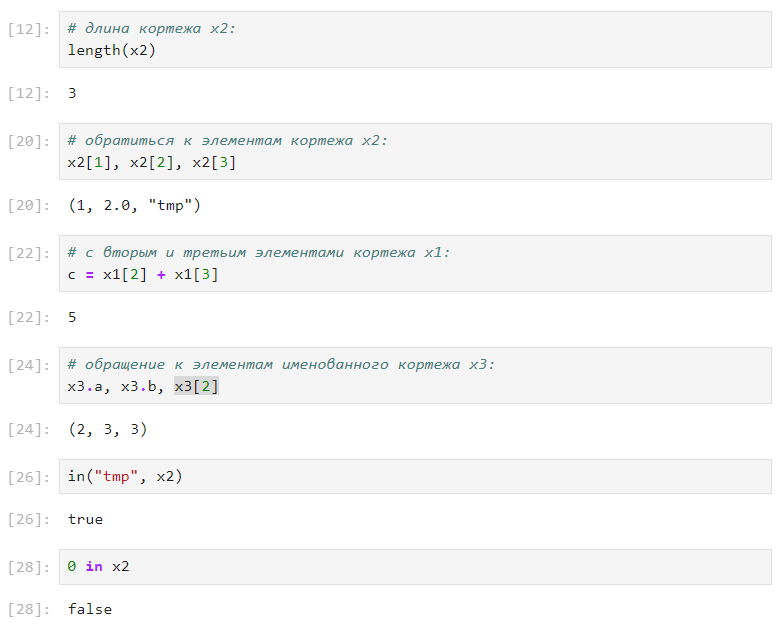 [12]: # длина кортежа x2:
length(x2)
[12]: 3
[20]: # обратиться к элементам кортежа x2:
x2[1], x2[2], x2[3]
[20]: (1, 2.0, "tmp")
[22]: # с вторым и третьим элементами кортежа x1:
c = x1[2] + x1[3]
[22]: 5
[24]: # обращение к элементам именованного кортежа x3:
x3.a, x3.b, x3[2]
[24]: (2, 3, 3)
[26]: in("tmp", x2)
[26]: true
[28]: 0 in x2
[28]: false